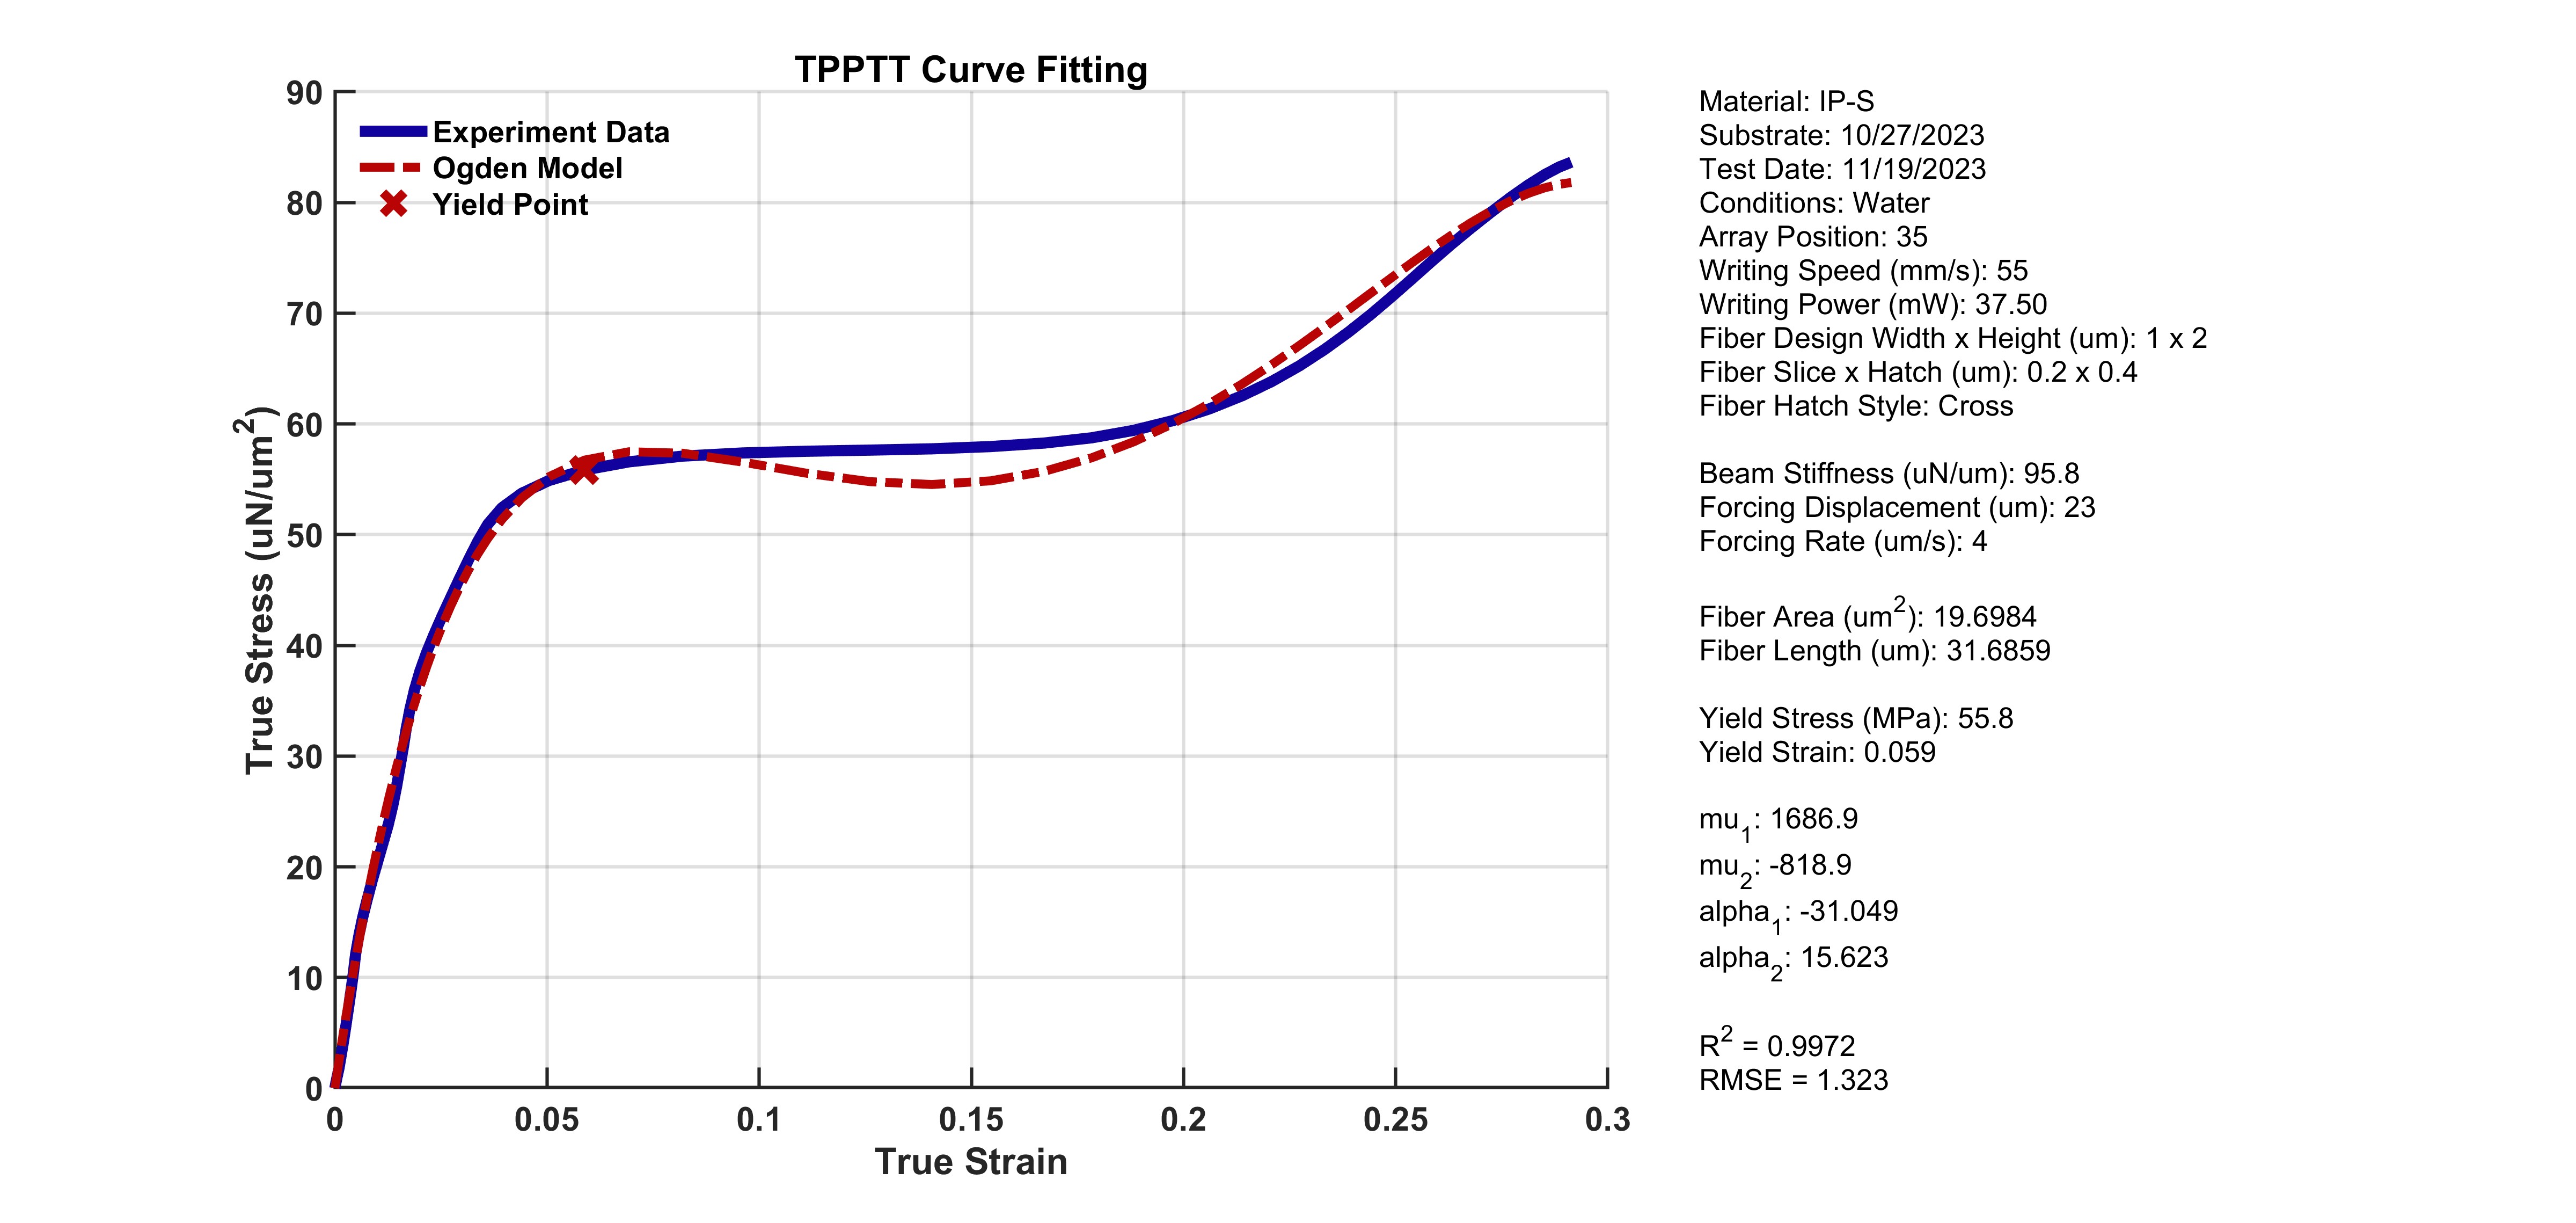 TPPTT Curve Fitting
90
80
70
60
50
40
30
20
10
0
True Stress (uN/um²)
Experiment Data
Ogden Model
Yield Point
0 0.05 0.1 0.15 0.2 0.25 0.3
True Strain
Material: IP-S
Substrate: 10/27/2023
Test Date: 11/19/2023
Conditions: Water
Array Position: 35
Writing Speed (mm/s): 55
Writing Power (mW): 37.50
Fiber Design Width x Height (um): 1 x 2
Fiber Slice x Hatch (um): 0.2 x 0.4
Fiber Hatch Style: Cross
Beam Stiffness (uN/um): 95.8
Forcing Displacement (um): 23
Forcing Rate (um/s): 4
Fiber Area (um²): 19.6984
Fiber Length (um): 31.6859
Yield Stress (MPa): 55.8
Yield Strain: 0.059
mu₁: 1686.9
mu₂: -818.9
alpha₁: -31.049
alpha₂: 15.623
R² = 0.9972
RMSE = 1.323